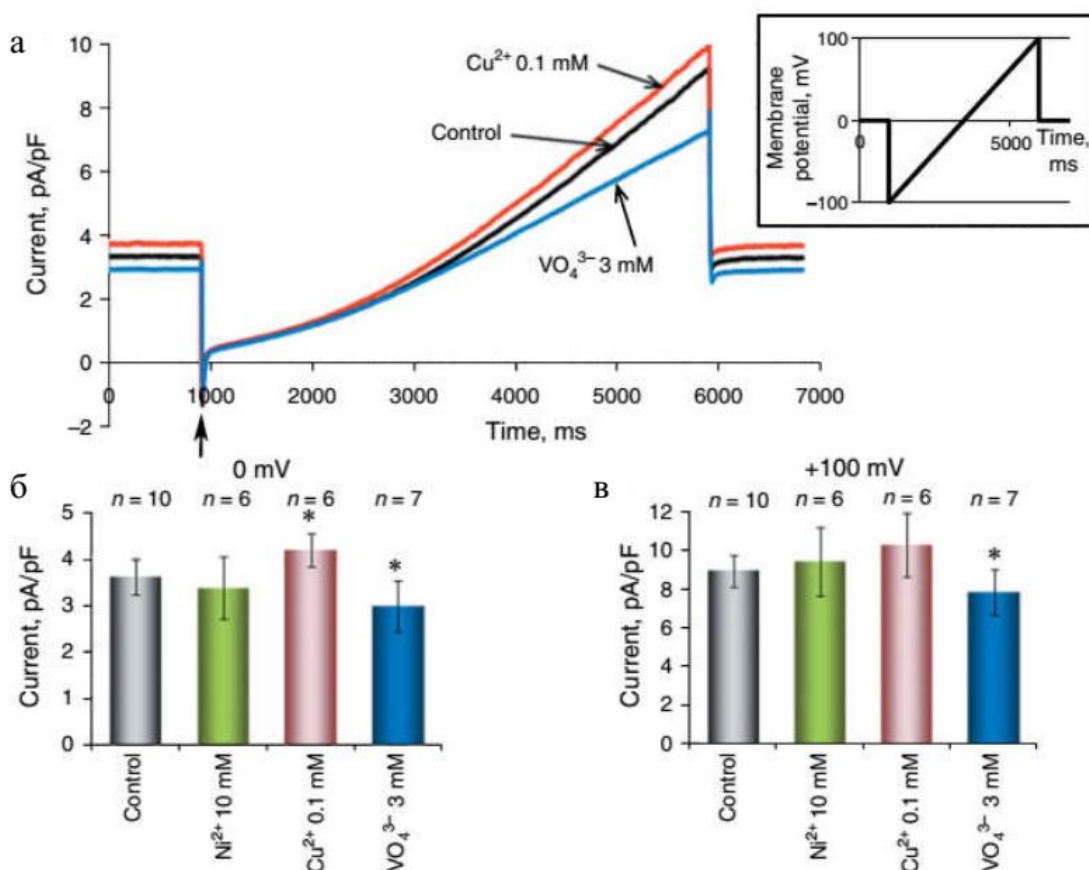 а
Current, pA/pF
10
8
6
4
2
0
−2
Cu²⁺ 0.1 mM
Control
VO₄³⁻ 3 mM
0
1000
2000
3000
4000
5000
6000
7000
Time, ms
Membrane
potential, mV
100
0
−100
0
5000
Time,
ms
б
0 mV
n = 10
n = 6
n = 6
n = 7
*
*
Current, pA/pF
5
4
3
2
1
0
Control
Ni²⁺ 10 mM
Cu²⁺ 0.1 mM
VO₄³⁻ 3 mM
в
+100 mV
n = 10
n = 6
n = 6
n = 7
*
Current, pA/pF
12
10
8
6
4
2
0
Control
Ni²⁺ 10 mM
Cu²⁺ 0.1 mM
VO₄³⁻ 3 mM